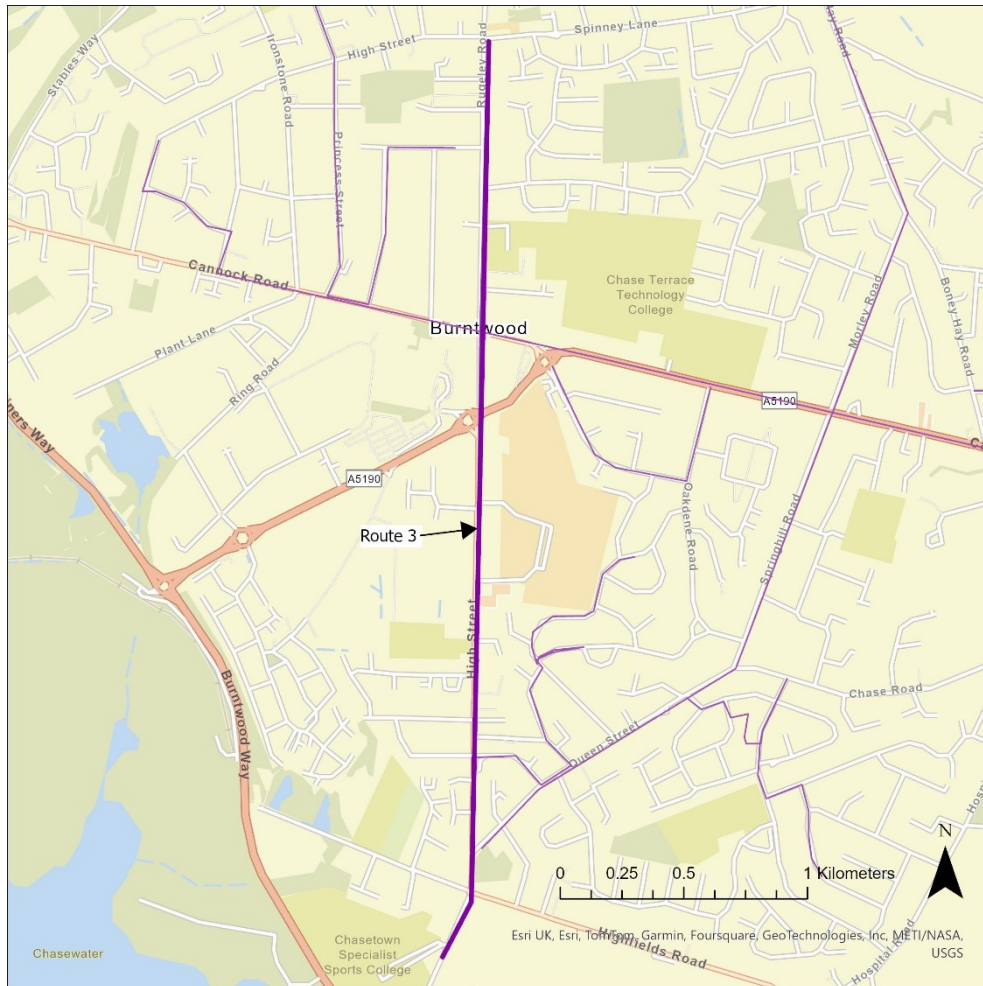 Spinney Lane
High Street
Rugeley Road
Stables Way
Ironstone Road
Princess Street
Cannock Road
Chase Terrace
Technology
College
Morley Road
Boney Hay Road
Burntwood
Plant Lane
Ring Road
A5190
A5190
Route 3
Oakdene Road
Springhill Road
High Street
Burntwood Way
Chase Road
Queen Street
N
0 0.25 0.5 1 Kilometers
Esri UK, Esri, TomTom, Garmin, Foursquare, GeoTechnologies, Inc, METI/NASA,
USGS
Highfields Road
Hospital Road
Chasewater
Chasetown
Specialist
Sports College